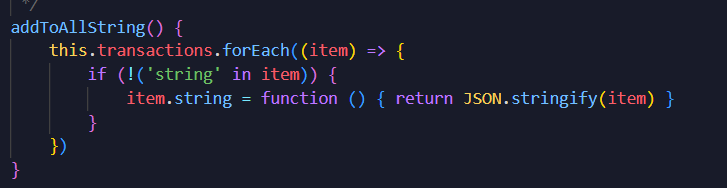 */
addToAllString() {
this.transactions.forEach((item) => {
if (!('string' in item)) {
item.string = function () { return JSON.stringify(item) }
}
})
}